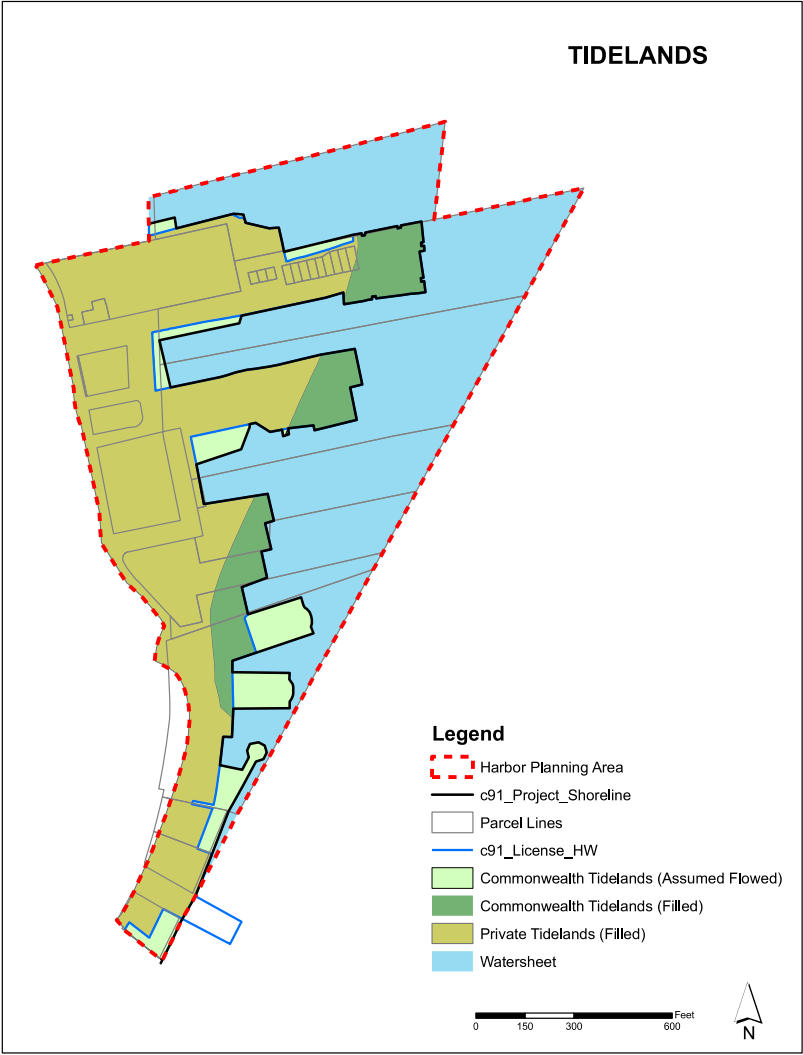 TIDELANDS
Legend
Harbor Planning Area
c91_Project_Shoreline
Parcel Lines
c91_License_HW
Commonwealth Tidelands (Assumed Flowed)
Commonwealth Tidelands (Filled)
Private Tidelands (Filled)
Watersheet
Feet
0 150 300 600
N